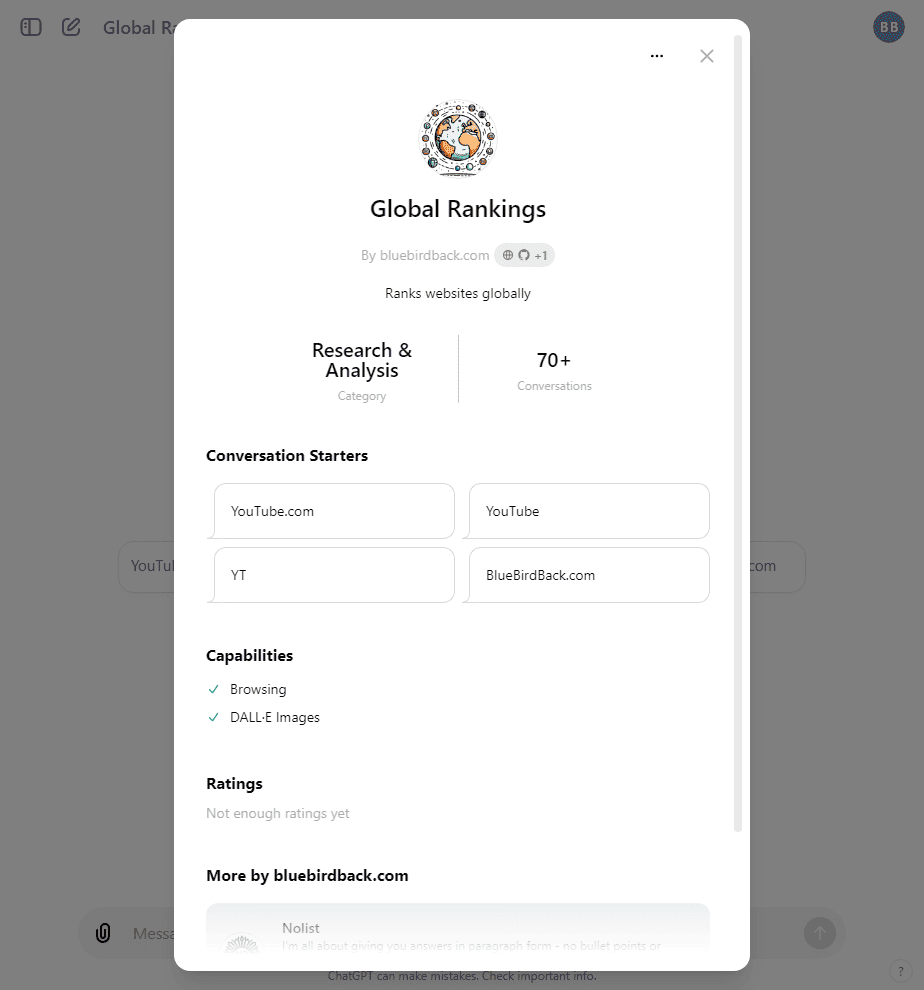 Global Ra
BB
Global Rankings
By bluebirdback.com +1
Ranks websites globally
Research &
Analysis
Category
70+
Conversations
Conversation Starters
YouTube.com
YouTube
YT
BlueBirdBack.com
YouTu
.com
Capabilities
Browsing
DALL·E Images
Ratings
Not enough ratings yet
More by bluebirdback.com
Nolist
I'm all about giving you answers in paragraph form - no bullet points or
Messa
ChatGPT can make mistakes. Check important info.
?